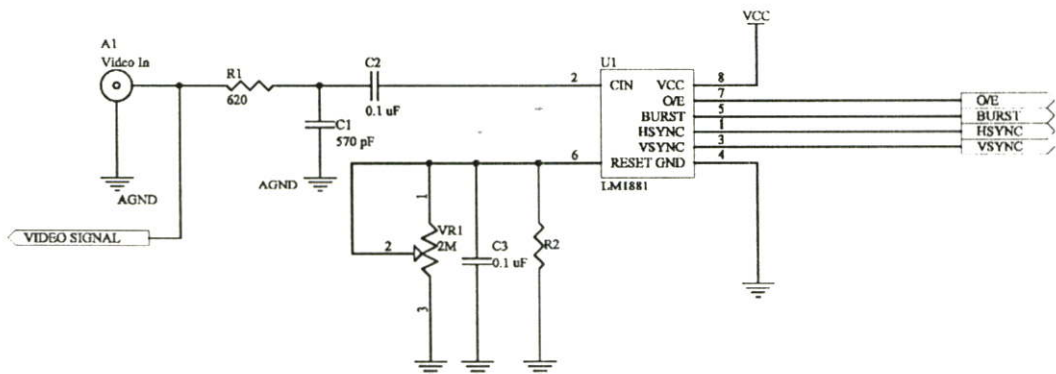 VCC
A1
Video In
R1
620
C2
0.1 uF
C1
570 pF
AGND
AGND
VIDEO SIGNAL
U1
2
CIN
VCC
8
O/E
7
BURST
5
HSYNC
1
VSYNC
3
6
RESET GND
4
LM1881
O/E
BURST
HSYNC
VSYNC
1
VR1
2
2M
3
C3
0.1 uF
R2